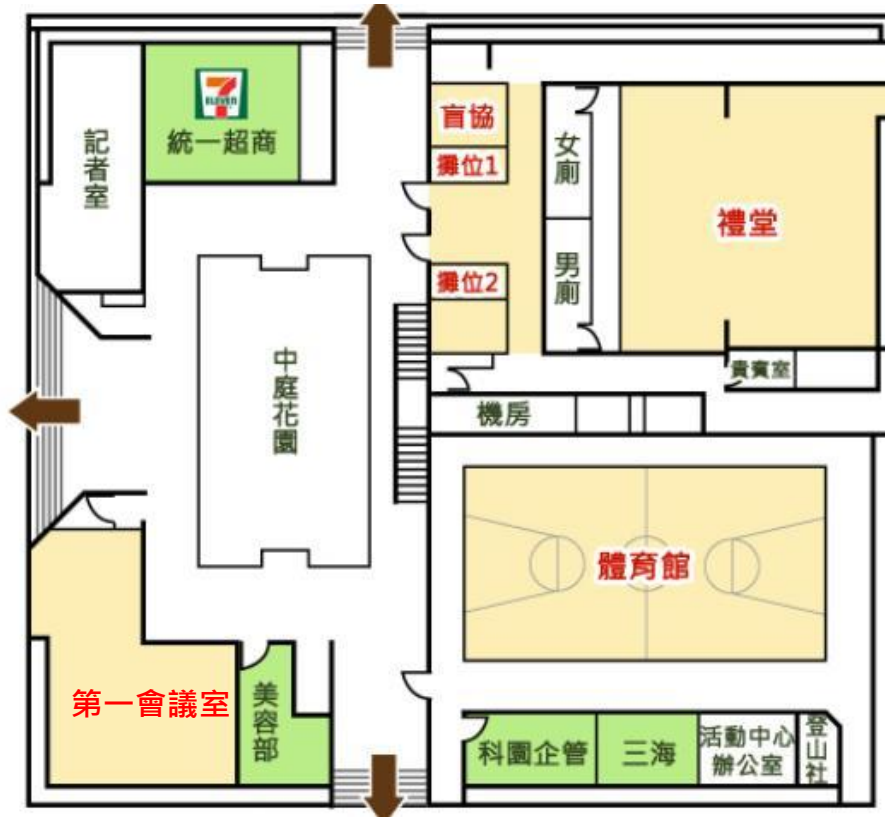 7
ELEVEN
統一超商
記者室
盲協
攤位1
女廁
禮堂
攤位2
男廁
中庭花園
貴賓室
機房
體育館
第一會議室
美容部
科園企管
三海
活動中心
辦公室
登山社